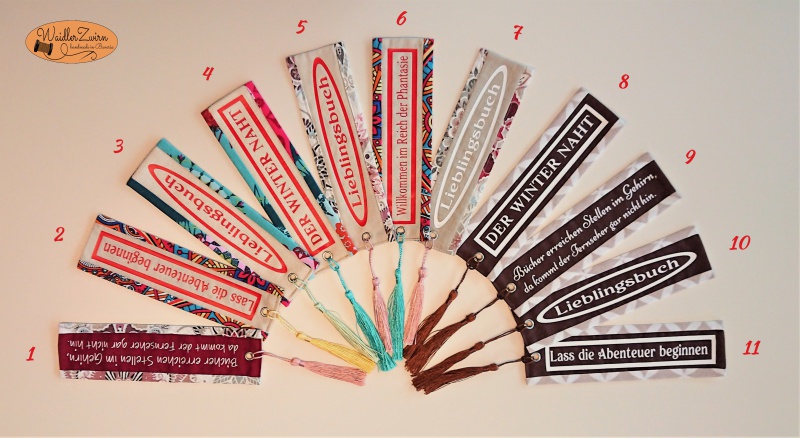 Waidler Zwirn
handmade in Bavaria
1
Bücher erreichen Stellen im Gehirn,
da kommt der Fernseher gar nicht hin.
2
Lass die Abenteuer beginnen
3
Lieblingsbuch
4
DER WINTER NAHT
5
Lieblingsbuch
6
Willkommen im Reich der Phantasie
7
Lieblingsbuch
8
DER WINTER NAHT
9
Bücher erreichen Stellen im Gehirn,
da kommt der Fernseher gar nicht hin.
10
Lieblingsbuch
11
Lass die Abenteuer beginnen